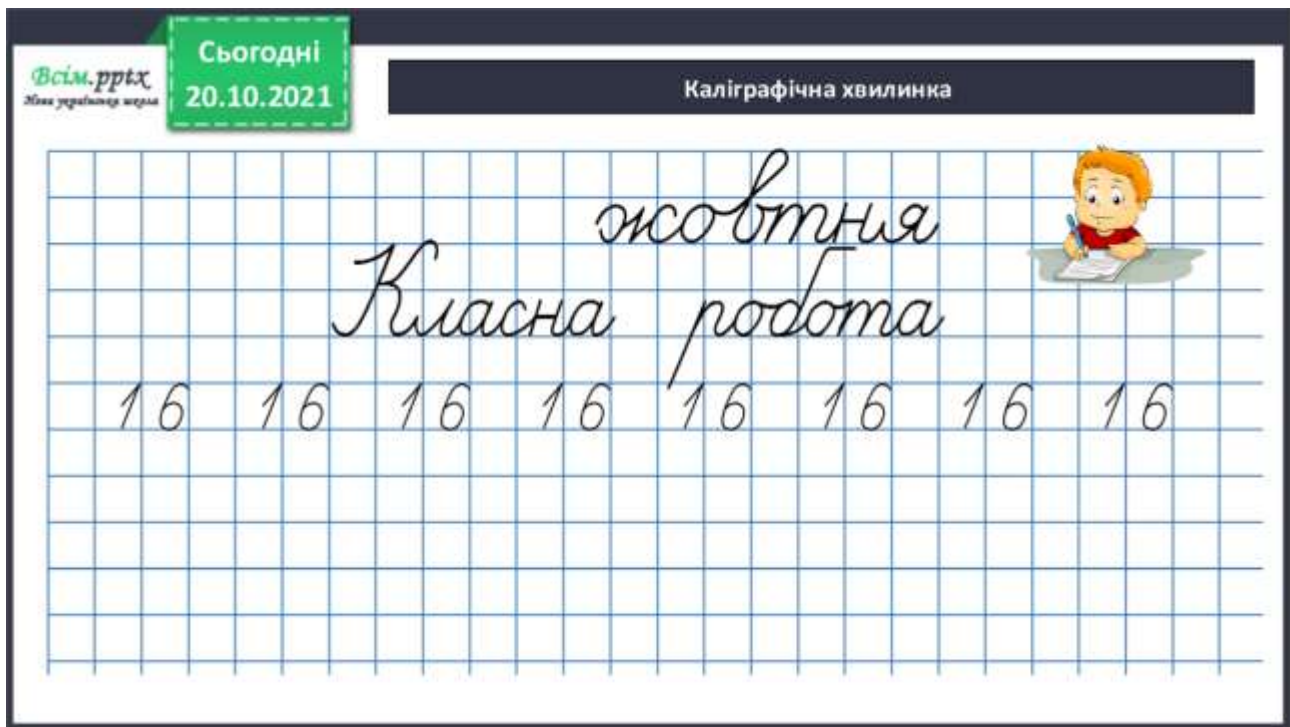 Сьогодні
20.10.2021
Всім.pptx
Нова українська школа
Каліграфічна хвилинка
жовтня
Класна робота
16 16 16 16 16 16 16 16